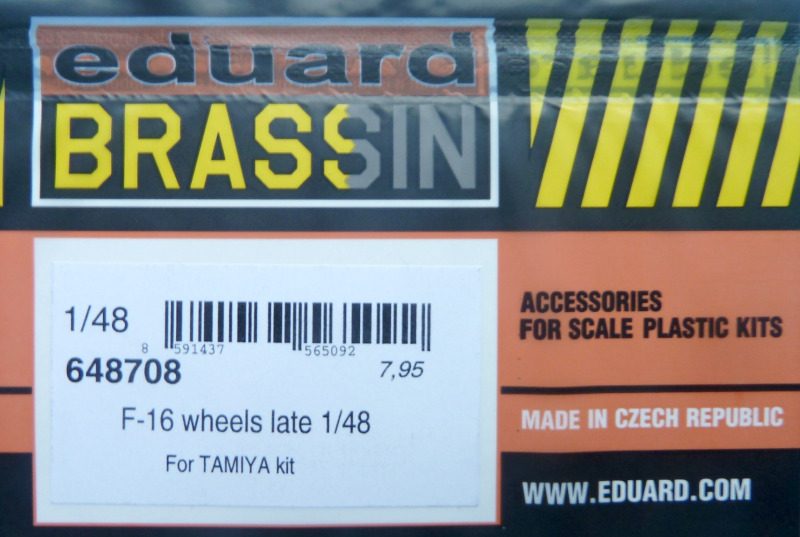 eduard
BRASSIN
1/48
8 591437 565092
648708
7,95
F-16 wheels late 1/48
For TAMIYA kit
ACCESSORIES
FOR SCALE PLASTIC KITS
MADE IN CZECH REPUBLIC
WWW.EDUARD.COM